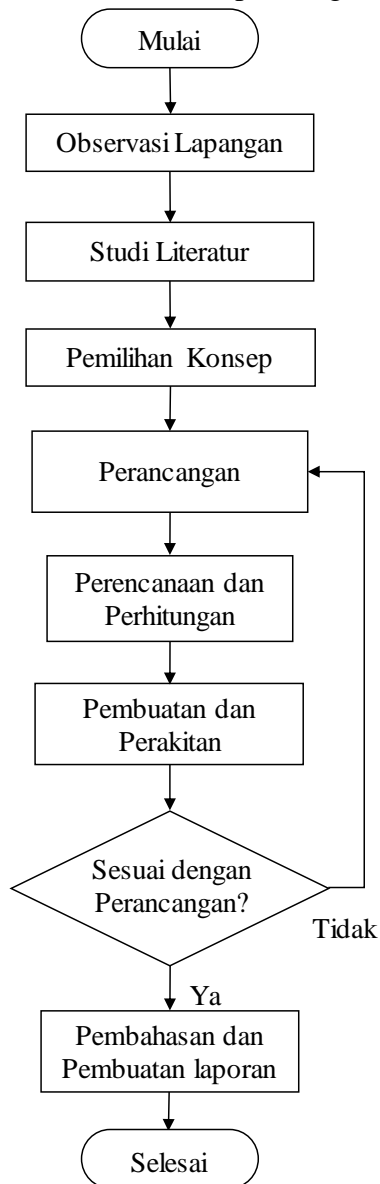 Mulai
Observasi Lapangan
Studi Literatur
Pemilihan Konsep
Perancangan
Perencanaan dan
Perhitungan
Pembuatan dan
Perakitan
Sesuai dengan
Perancangan?
Tidak
Ya
Pembahasan dan
Pembuatan laporan
Selesai